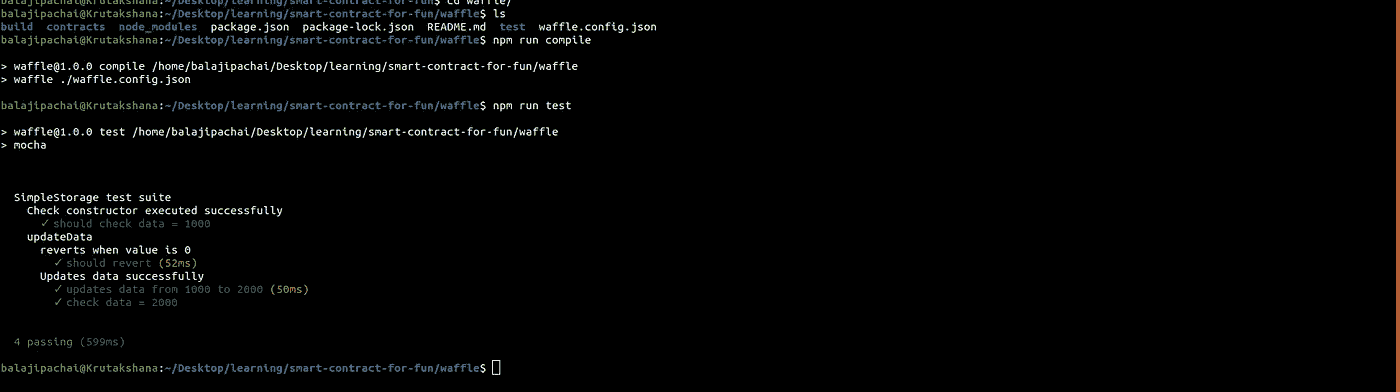 balajipachai@Krutakshana:~/Desktop/learning/smart-contract-for-fun/waffle$ cd waffle/
balajipachai@Krutakshana:~/Desktop/learning/smart-contract-for-fun/waffle$ ls
build contracts node_modules package.json package-lock.json README.md test waffle.config.json
balajipachai@Krutakshana:~/Desktop/learning/smart-contract-for-fun/waffle$ npm run compile
> waffle@1.0.0 compile /home/balajipachai/Desktop/learning/smart-contract-for-fun/waffle
> waffle ./waffle.config.json
balajipachai@Krutakshana:~/Desktop/learning/smart-contract-for-fun/waffle$ npm run test
> waffle@1.0.0 test /home/balajipachai/Desktop/learning/smart-contract-for-fun/waffle
> mocha
SimpleStorage test suite
Check constructor executed successfully
✓ should check data = 1000
updateData
reverts when value is 0
✓ should revert (52ms)
Updates data successfully
✓ updates data from 1000 to 2000 (50ms)
✓ check data = 2000
4 passing (599ms)
balajipachai@Krutakshana:~/Desktop/learning/smart-contract-for-fun/waffle$